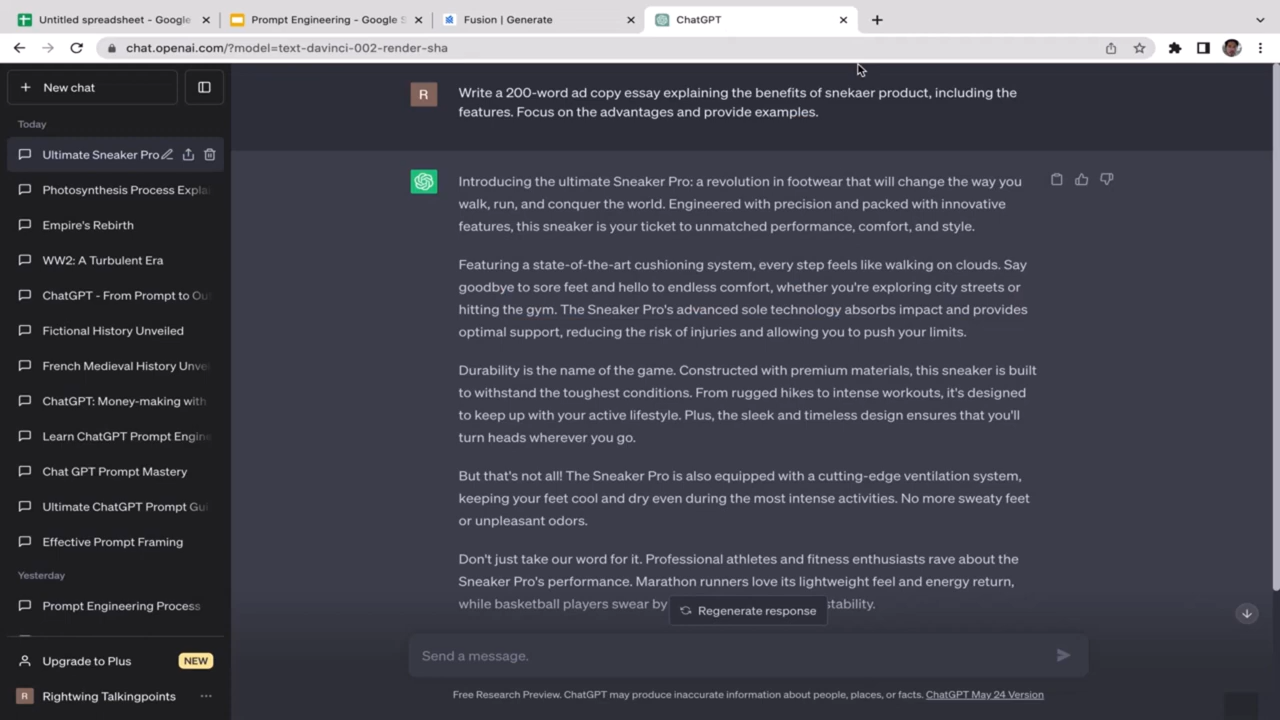 Untitled spreadsheet - Google
Prompt Engineering - Google S
Fusion | Generate
ChatGPT
chat.openai.com/?model=text-davinci-002-render-sha
New chat
Today
Ultimate Sneaker Pro
Photosynthesis Process Expla
Empire's Rebirth
WW2: A Turbulent Era
ChatGPT - From Prompt to Ou
Fictional History Unveiled
French Medieval History Unve
ChatGPT: Money-making with
Learn ChatGPT Prompt Engine
Chat GPT Prompt Mastery
Ultimate ChatGPT Prompt Gui
Effective Prompt Framing
Yesterday
Prompt Engineering Process
Upgrade to Plus NEW
R Rightwing Talkingpoints
R
Write a 200-word ad copy essay explaining the benefits of snekaer product, including the
features. Focus on the advantages and provide examples.
Introducing the ultimate Sneaker Pro: a revolution in footwear that will change the way you
walk, run, and conquer the world. Engineered with precision and packed with innovative
features, this sneaker is your ticket to unmatched performance, comfort, and style.
Featuring a state-of-the-art cushioning system, every step feels like walking on clouds. Say
goodbye to sore feet and hello to endless comfort, whether you're exploring city streets or
hitting the gym. The Sneaker Pro's advanced sole technology absorbs impact and provides
optimal support, reducing the risk of injuries and allowing you to push your limits.
Durability is the name of the game. Constructed with premium materials, this sneaker is built
to withstand the toughest conditions. From rugged hikes to intense workouts, it's designed
to keep up with your active lifestyle. Plus, the sleek and timeless design ensures that you'll
turn heads wherever you go.
But that's not all! The Sneaker Pro is also equipped with a cutting-edge ventilation system,
keeping your feet cool and dry even during the most intense activities. No more sweaty feet
or unpleasant odors.
Don't just take our word for it. Professional athletes and fitness enthusiasts rave about the
Sneaker Pro's performance. Marathon runners love its lightweight feel and energy return,
while basketball players swear by stability.
Regenerate response
Send a message.
Free Research Preview. ChatGPT may produce inaccurate information about people, places, or facts. ChatGPT May 24 Version